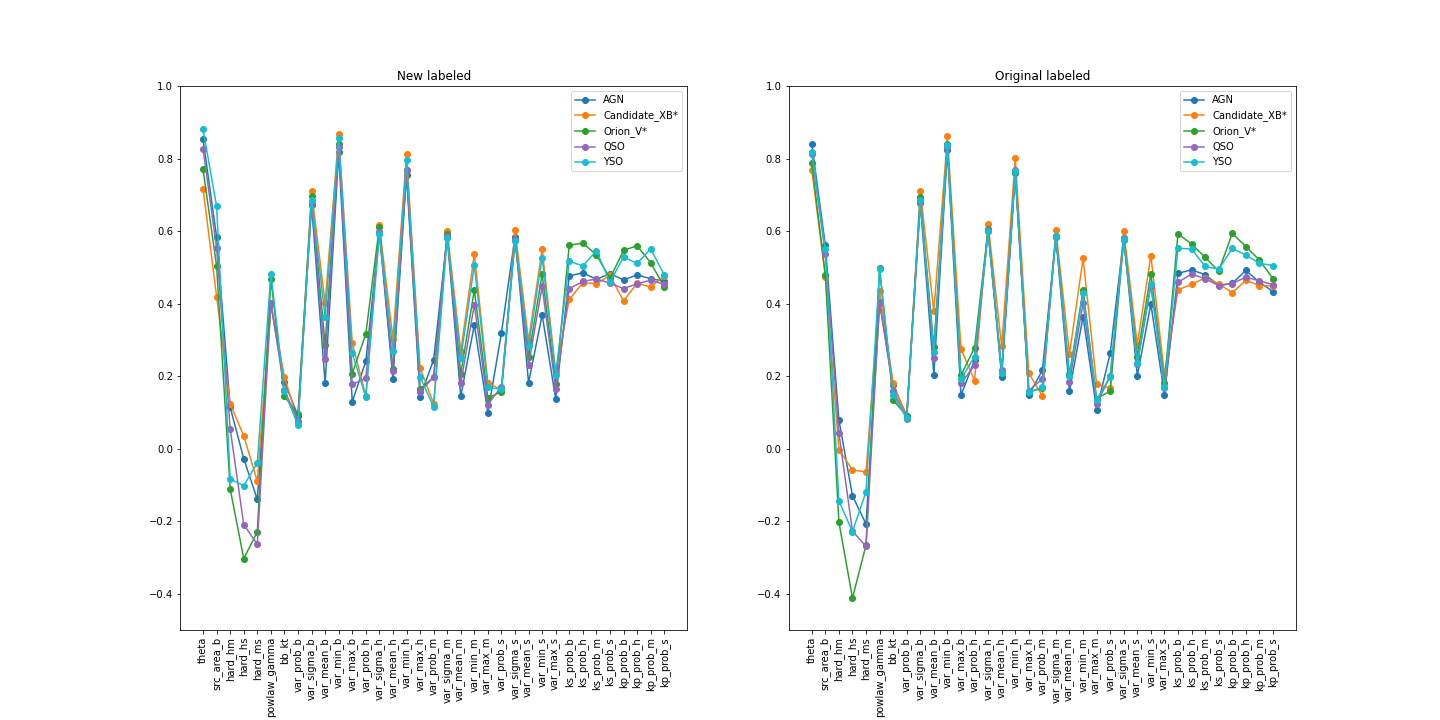 New labeled
1.0
0.8
0.6
0.4
0.2
0.0
−0.2
−0.4
AGN
Candidate_XB*
Orion_V*
QSO
YSO
theta
src_area_b
hard_hm
hard_hs
hard_ms
powlaw_gamma
bb_kt
var_prob_b
var_sigma_b
var_mean_b
var_min_b
var_max_b
var_prob_h
var_sigma_h
var_mean_h
var_min_h
var_max_h
var_prob_m
var_sigma_m
var_mean_m
var_min_m
var_max_m
var_prob_s
var_sigma_s
var_mean_s
var_min_s
var_max_s
ks_prob_b
ks_prob_h
ks_prob_m
ks_prob_s
kp_prob_b
kp_prob_h
kp_prob_m
kp_prob_s
Original labeled
1.0
0.8
0.6
0.4
0.2
0.0
−0.2
−0.4
AGN
Candidate_XB*
Orion_V*
QSO
YSO
theta
src_area_b
hard_hm
hard_hs
hard_ms
powlaw_gamma
bb_kt
var_prob_b
var_sigma_b
var_mean_b
var_min_b
var_max_b
var_prob_h
var_sigma_h
var_mean_h
var_min_h
var_max_h
var_prob_m
var_sigma_m
var_mean_m
var_min_m
var_max_m
var_prob_s
var_sigma_s
var_mean_s
var_min_s
var_max_s
ks_prob_b
ks_prob_h
ks_prob_m
ks_prob_s
kp_prob_b
kp_prob_h
kp_prob_m
kp_prob_s